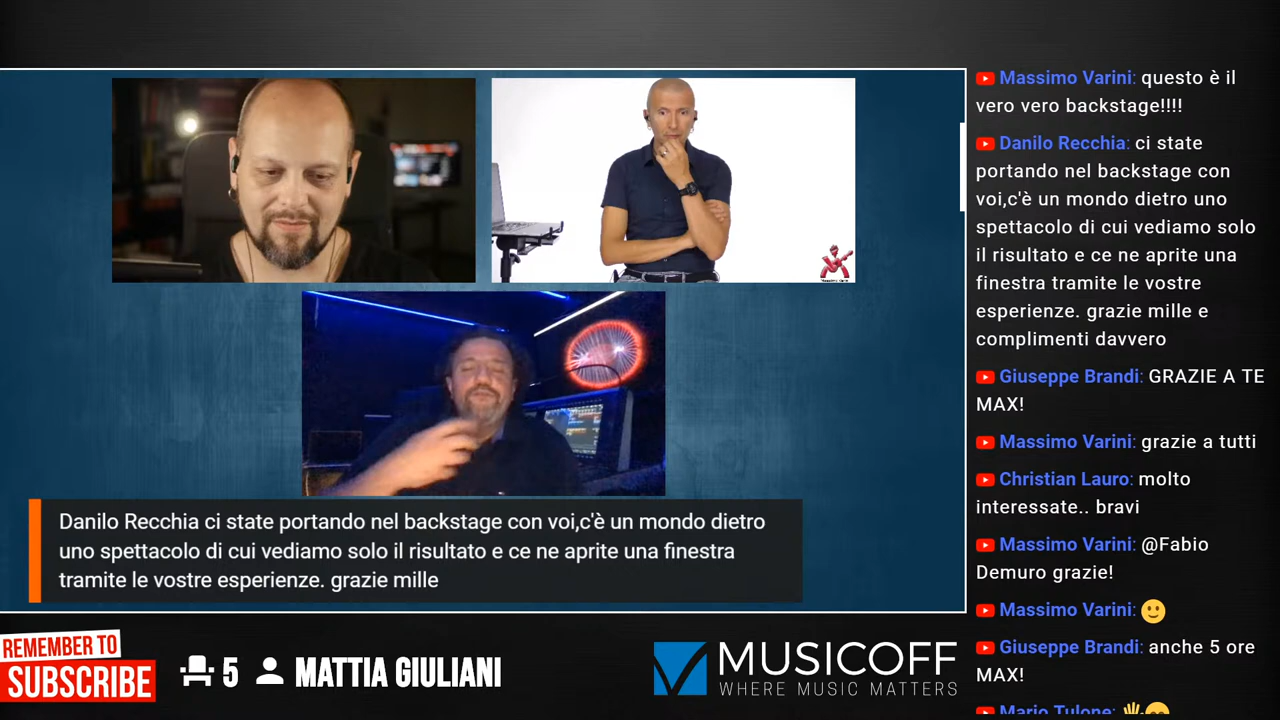 Massimo Varini: questo è il
vero vero backstage!!!!
Danilo Recchia: ci state
portando nel backstage con
voi,c'è un mondo dietro uno
spettacolo di cui vediamo solo
il risultato e ce ne aprite una
finestra tramite le vostre
esperienze. grazie mille e
complimenti davvero
Giuseppe Brandi: GRAZIE A TE
MAX!
Massimo Varini: grazie a tutti
Christian Lauro: molto
interessate.. bravi
Massimo Varini: @Fabio
Demuro grazie!
Massimo Varini: 🙂
Giuseppe Brandi: anche 5 ore
MAX!
Mario Tulone:
Danilo Recchia ci state portando nel backstage con voi,c'è un mondo dietro
uno spettacolo di cui vediamo solo il risultato e ce ne aprite una finestra
tramite le vostre esperienze. grazie mille
REMEMBER TO
SUBSCRIBE
5 MATTIA GIULIANI
MUSICOFF
WHERE MUSIC MATTERS